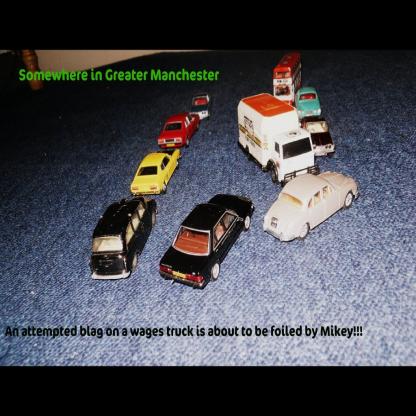 Somewhere in Greater Manchester
An attempted blag on a wages truck is about to be foiled by Mikey!!!